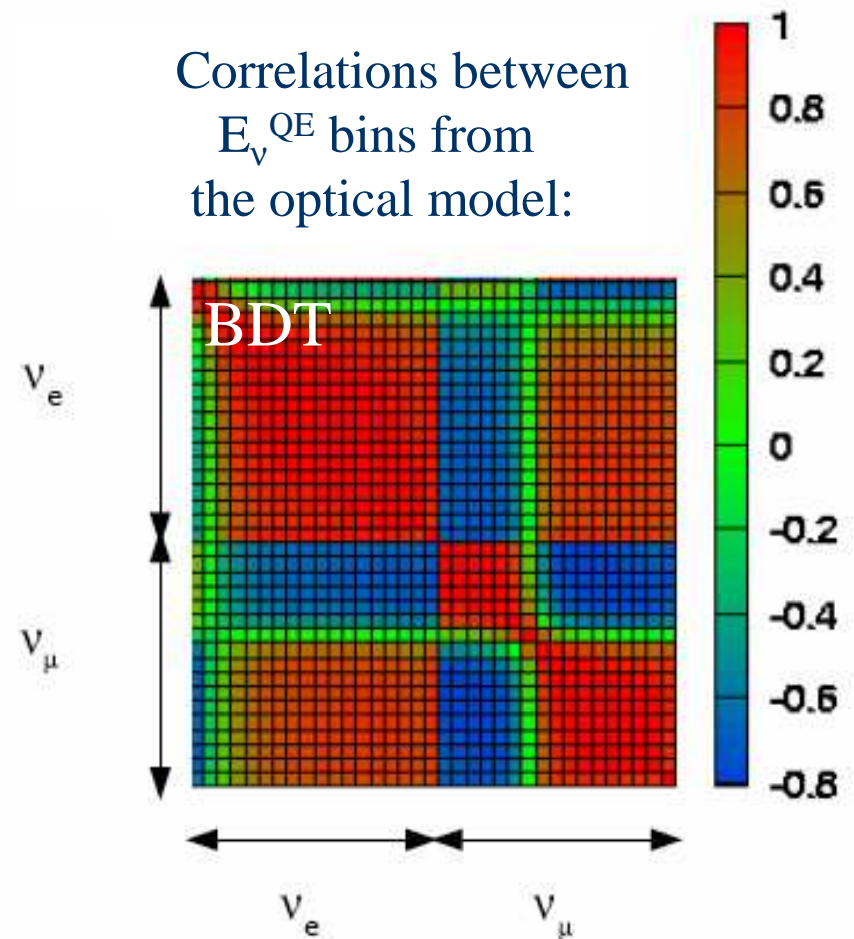 Correlations between
E_ν^QE bins from
the optical model:
1
0.8
0.6
0.4
0.2
0
-0.2
-0.4
-0.6
-0.8
BDT
ν_e
ν_μ
ν_e
ν_μ